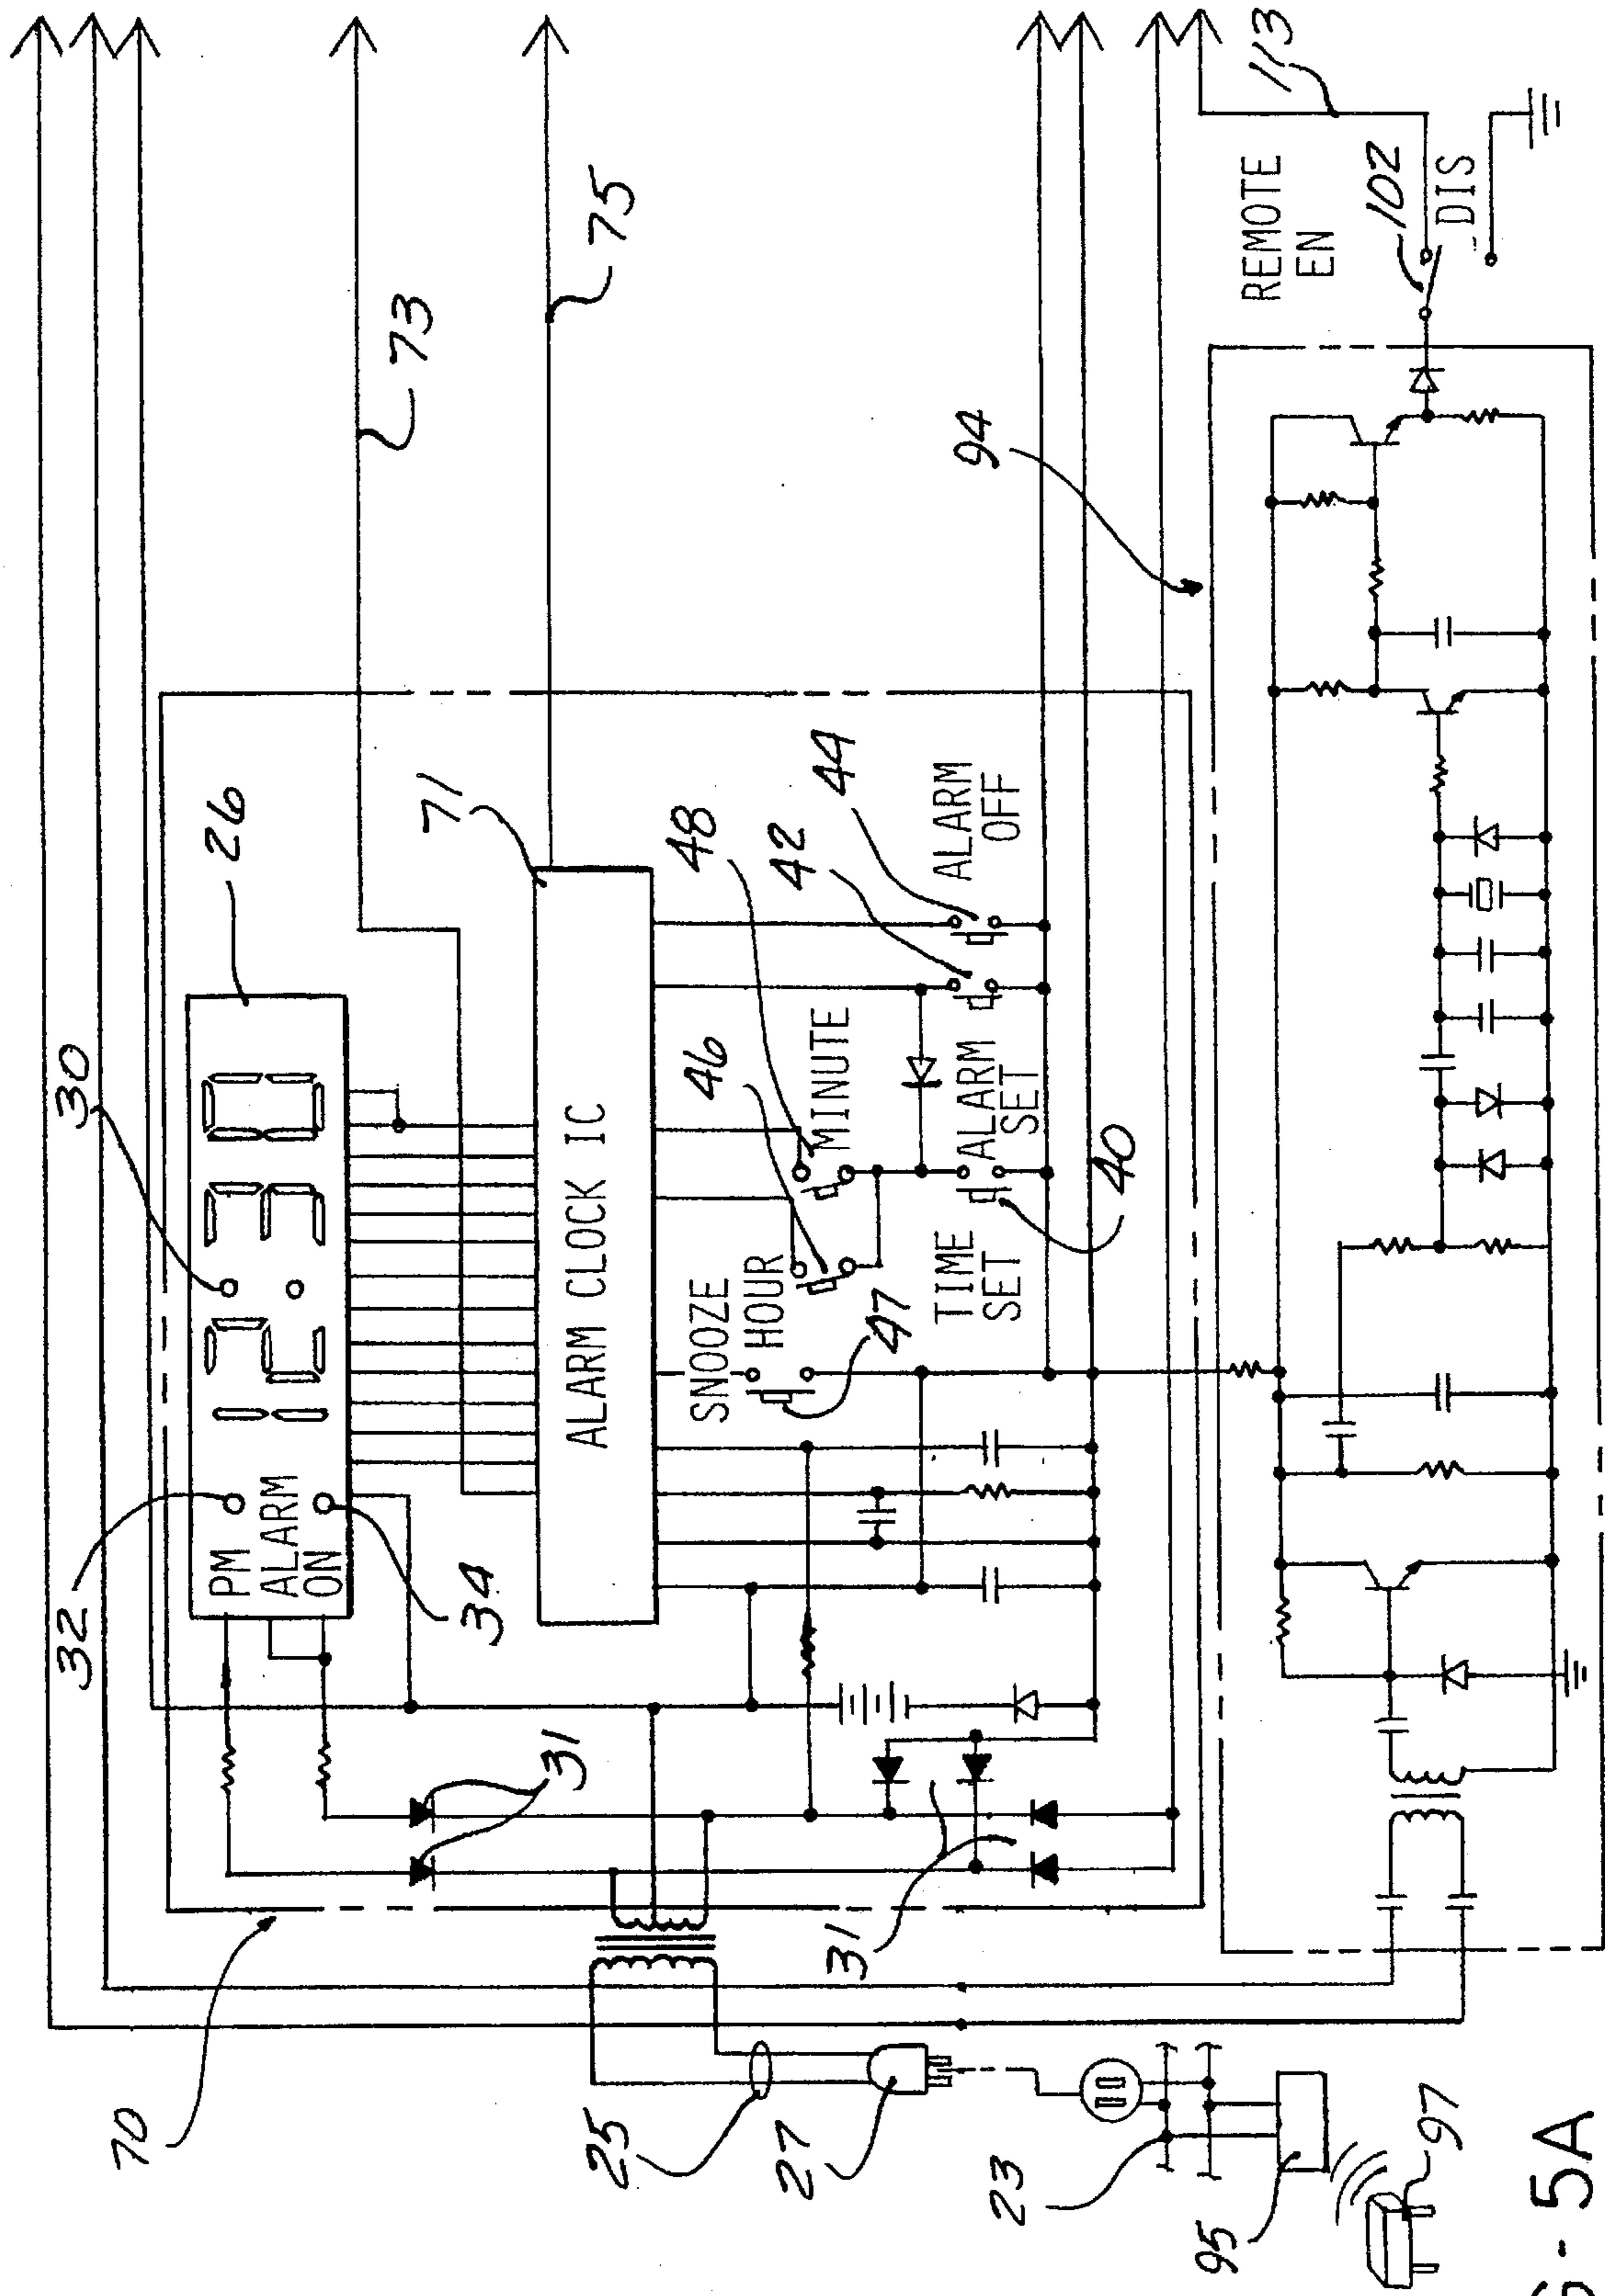 70
32
30
26
73
75
PM
ALARM
ON
12:30
34
31
71
ALARM CLOCK IC
25
27
31
SNOOZE
HOUR
46
MINUTE
48
42
44
47
TIME
SET
ALARM
SET
ALARM
OFF
40
94
23
95
97
REMOTE
EN
102
DIS
113
- 5A